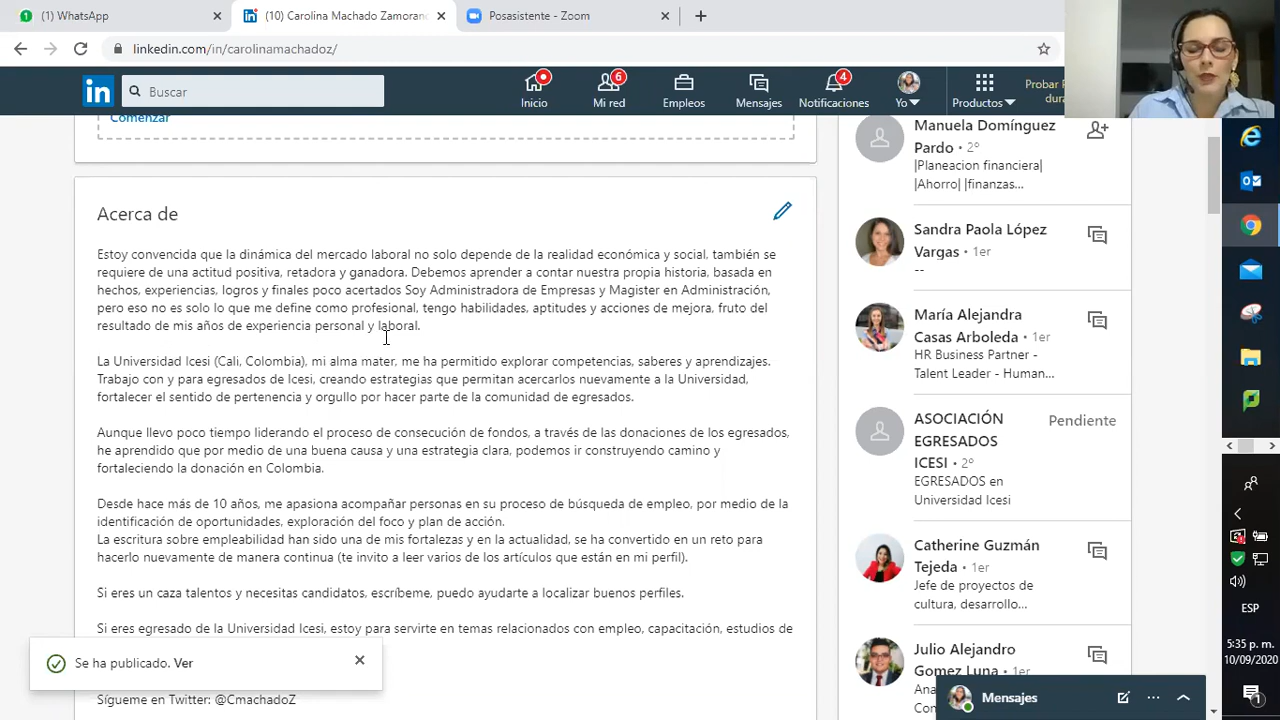 (1) WhatsApp
(10) Carolina Machado Zamorano
Posasistente - Zoom
linkedin.com/in/carolinamachadoz/
in
Buscar
Inicio
6
Mi red
Empleos
Mensajes
4
Notificaciones
Yo
Productos
Probar
dura
Comenzar
Acerca de
Estoy convencida que la dinámica del mercado laboral no solo depende de la realidad económica y social, también se
requiere de una actitud positiva, retadora y ganadora. Debemos aprender a contar nuestra propia historia, basada en
hechos, experiencias, logros y finales poco acertados Soy Administradora de Empresas y Magister en Administración,
pero eso no es solo lo que me define como profesional, tengo habilidades, aptitudes y acciones de mejora, fruto del
resultado de mis años de experiencia personal y laboral.
La Universidad Icesi (Cali, Colombia), mi alma mater, me ha permitido explorar competencias, saberes y aprendizajes.
Trabajo con y para egresados de Icesi, creando estrategias que permitan acercarlos nuevamente a la Universidad,
fortalecer el sentido de pertenencia y orgullo por hacer parte de la comunidad de egresados.
Aunque llevo poco tiempo liderando el proceso de consecución de fondos, a través de las donaciones de los egresados,
he aprendido que por medio de una buena causa y una estrategia clara, podemos ir construyendo camino y
fortaleciendo la donación en Colombia.
Desde hace más de 10 años, me apasiona acompañar personas en su proceso de búsqueda de empleo, por medio de la
identificación de oportunidades, exploración del foco y plan de acción.
La escritura sobre empleabilidad han sido una de mis fortalezas y en la actualidad, se ha convertido en un reto para
hacerlo nuevamente de manera continua (te invito a leer varios de los artículos que están en mi perfil).
Si eres un caza talentos y necesitas candidatos, escríbeme, puedo ayudarte a localizar buenos perfiles.
Si eres egresado de la Universidad Icesi, estoy para servirte en temas relacionados con empleo, capacitación, estudios de
Se ha publicado. Ver
Sígueme en Twitter: @CmachadoZ
Manuela Domínguez
Pardo • 2º
|Planeacion financiera|
|Ahorro| |finanzas...
Sandra Paola López
Vargas • 1er
--
María Alejandra
Casas Arboleda • 1er
HR Business Partner -
Talent Leader - Human...
ASOCIACIÓN
EGRESADOS
ICESI • 2º
EGRESADOS en
Universidad Icesi
Pendiente
Catherine Guzmán
Tejeda • 1er
Jefe de proyectos de
cultura, desarrollo...
Julio Alejandro
Gomez Luna • 1er
Mensajes
ESP
5:35 p. m.
10/09/2020
1